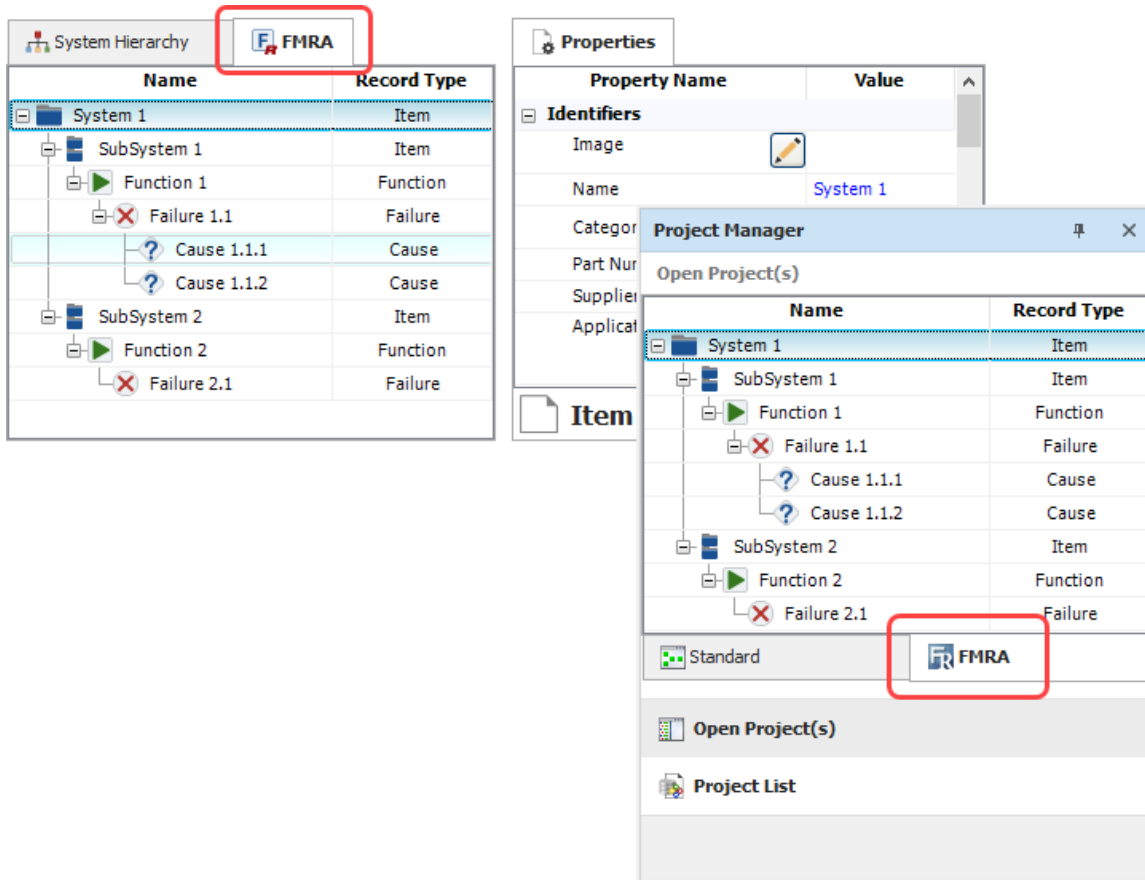 System Hierarchy FMRA
Name Record Type
System 1 Item
SubSystem 1 Item
Function 1 Function
Failure 1.1 Failure
Cause 1.1.1 Cause
Cause 1.1.2 Cause
SubSystem 2 Item
Function 2 Function
Failure 2.1 Failure
Properties
Property Name Value
Identifiers
Image
Name System 1
Categor
Part Nur
Supplier
Applicat
Item
Project Manager
Open Project(s)
Name Record Type
System 1 Item
SubSystem 1 Item
Function 1 Function
Failure 1.1 Failure
Cause 1.1.1 Cause
Cause 1.1.2 Cause
SubSystem 2 Item
Function 2 Function
Failure 2.1 Failure
Standard FMRA
Open Project(s)
Project List